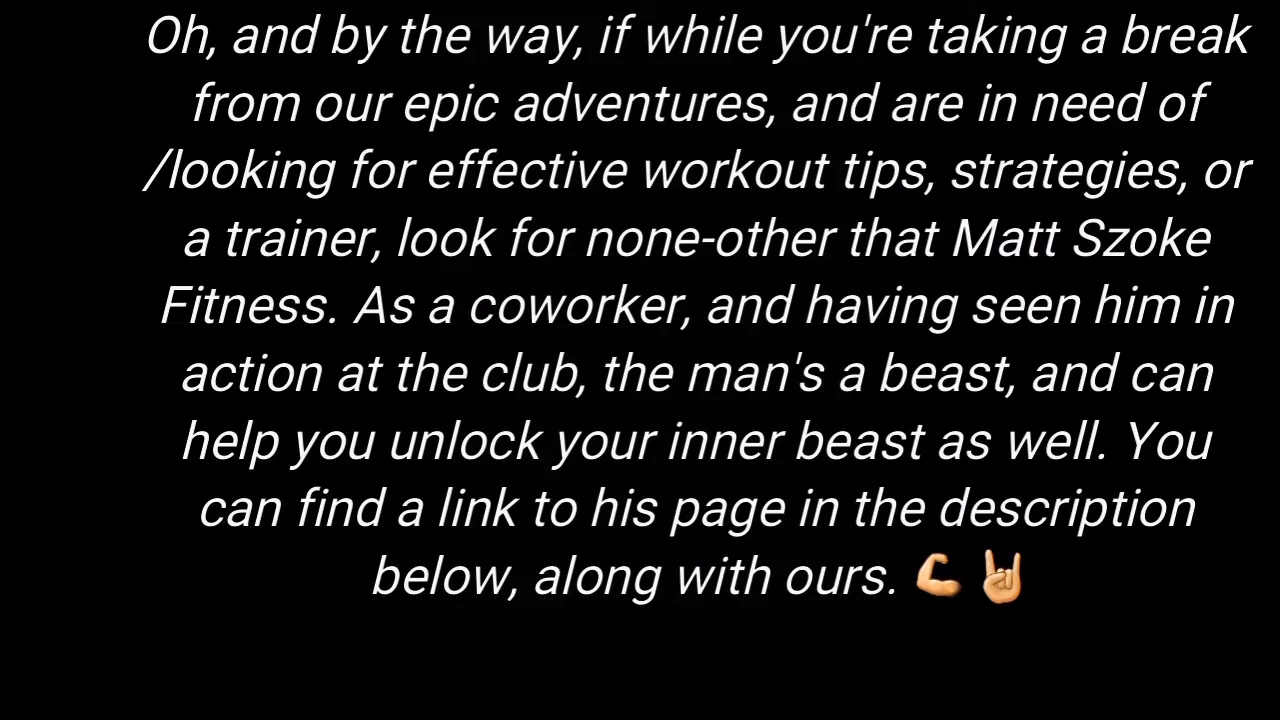 Oh, and by the way, if while you're taking a break
from our epic adventures, and are in need of
/looking for effective workout tips, strategies, or
a trainer, look for none-other that Matt Szoke
Fitness. As a coworker, and having seen him in
action at the club, the man's a beast, and can
help you unlock your inner beast as well. You
can find a link to his page in the description
below, along with ours. 💪🤘